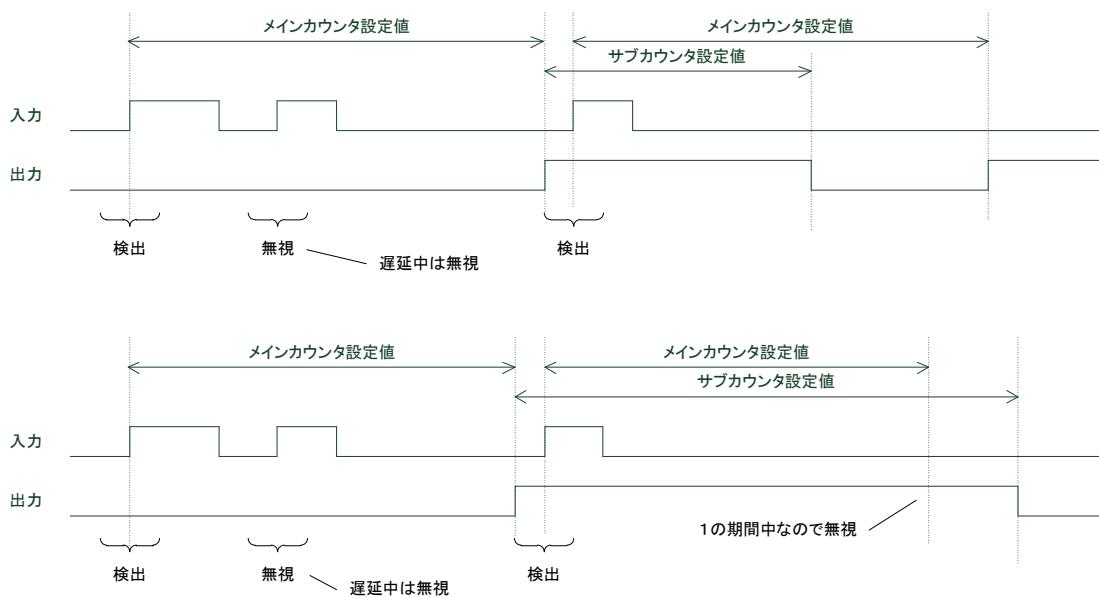 メインカウンタ設定値
メインカウンタ設定値
サブカウンタ設定値
入力
出力
検出
無視
遅延中は無視
検出
メインカウンタ設定値
メインカウンタ設定値
サブカウンタ設定値
入力
出力
1の期間中なので無視
検出
無視
遅延中は無視
検出